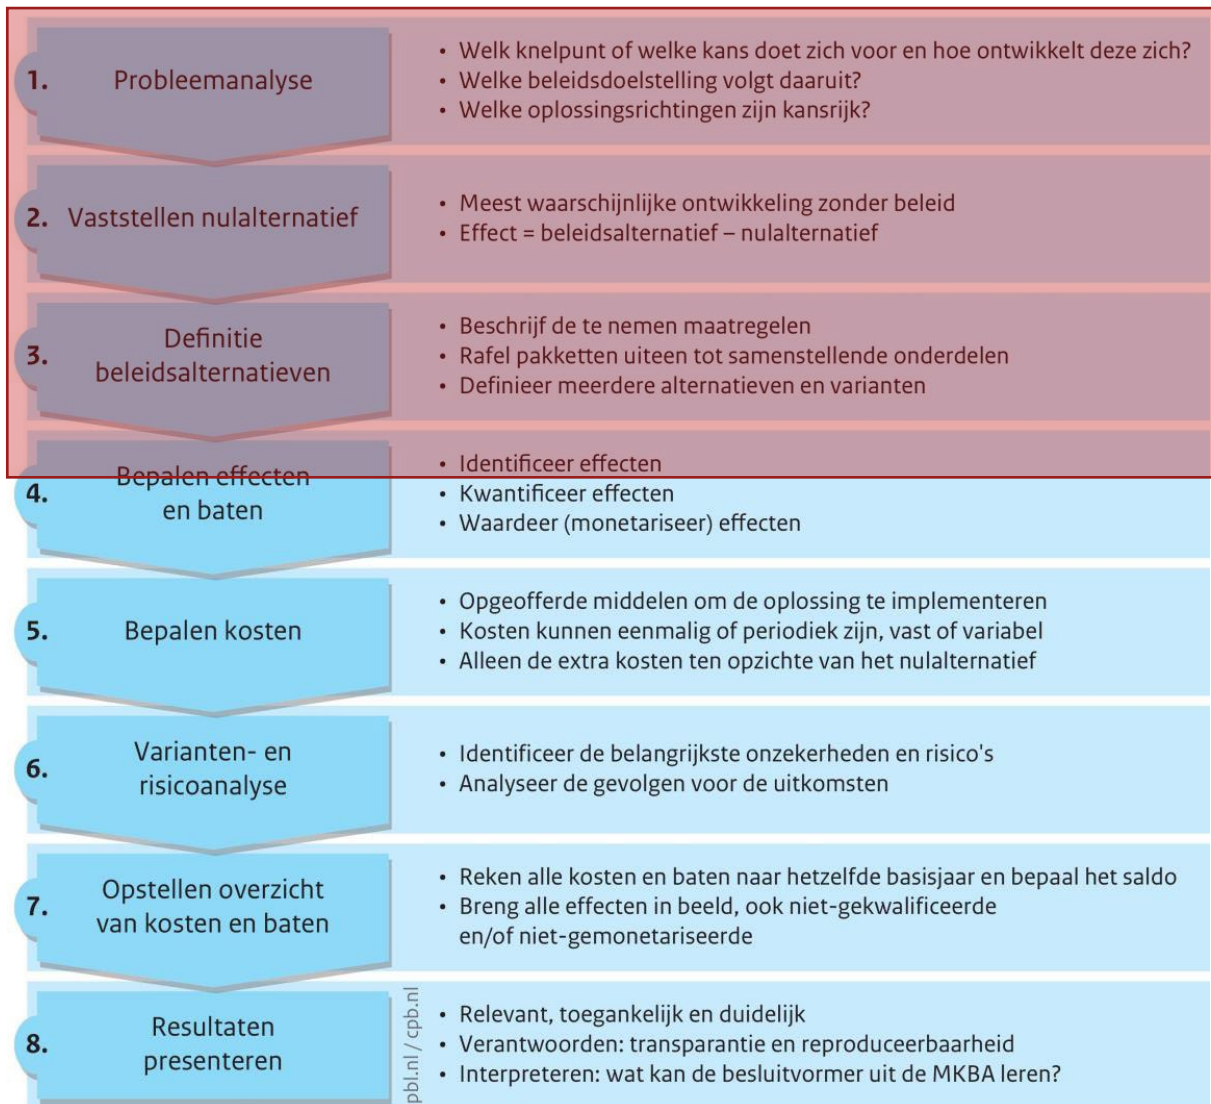 1.
Probleemanalyse
• Welk knelpunt of welke kans doet zich voor en hoe ontwikkelt deze zich?
• Welke beleidsdoelstelling volgt daaruit?
• Welke oplossingsrichtingen zijn kansrijk?
2.
Vaststellen nulalternatief
• Meest waarschijnlijke ontwikkeling zonder beleid
• Effect = beleidsalternatief – nulalternatief
3.
Definitie
beleidsalternatieven
• Beschrijf de te nemen maatregelen
• Rafel pakketten uiteen tot samenstellende onderdelen
• Definieer meerdere alternatieven en varianten
4.
Bepalen effecten
en baten
• Identificeer effecten
• Kwantificeer effecten
• Waardeer (monetariseer) effecten
5.
Bepalen kosten
• Opgeofferde middelen om de oplossing te implementeren
• Kosten kunnen eenmalig of periodiek zijn, vast of variabel
• Alleen de extra kosten ten opzichte van het nulalternatief
6.
Varianten- en
risicoanalyse
• Identificeer de belangrijkste onzekerheden en risico's
• Analyseer de gevolgen voor de uitkomsten
7.
Opstellen overzicht
van kosten en baten
• Reken alle kosten en baten naar hetzelfde basisjaar en bepaal het saldo
• Breng alle effecten in beeld, ook niet-gekwalificeerde
en/of niet-gemonetariseerde
8.
Resultaten
presenteren
• Relevant, toegankelijk en duidelijk
• Verantwoorden: transparantie en reproduceerbaarheid
• Interpreteren: wat kan de besluitvormer uit de MKBA leren?
pbl.nl / cpb.nl